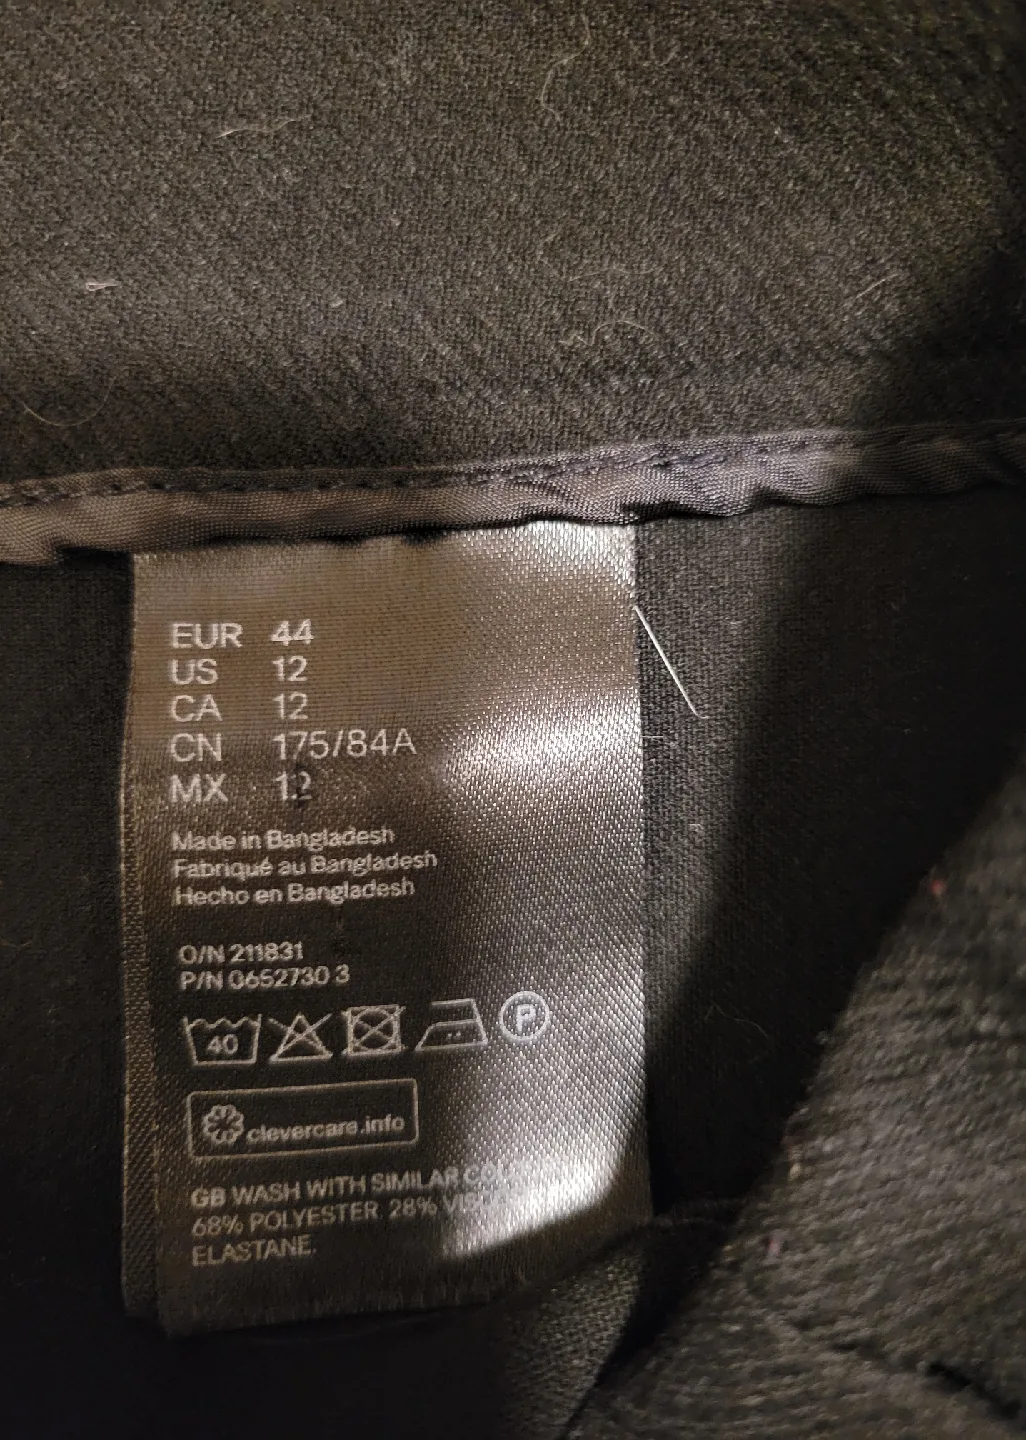 EUR 44
US 12
CA 12
CN 175/84A
MX 12
Made in Bangladesh
Fabriqué au Bangladesh
Hecho en Bangladesh
O/N 211831
P/N 0652730 3
40
P
clevercare.info
GB WASH WITH SIMILAR
68% POLYESTER. 28%
ELASTANE.